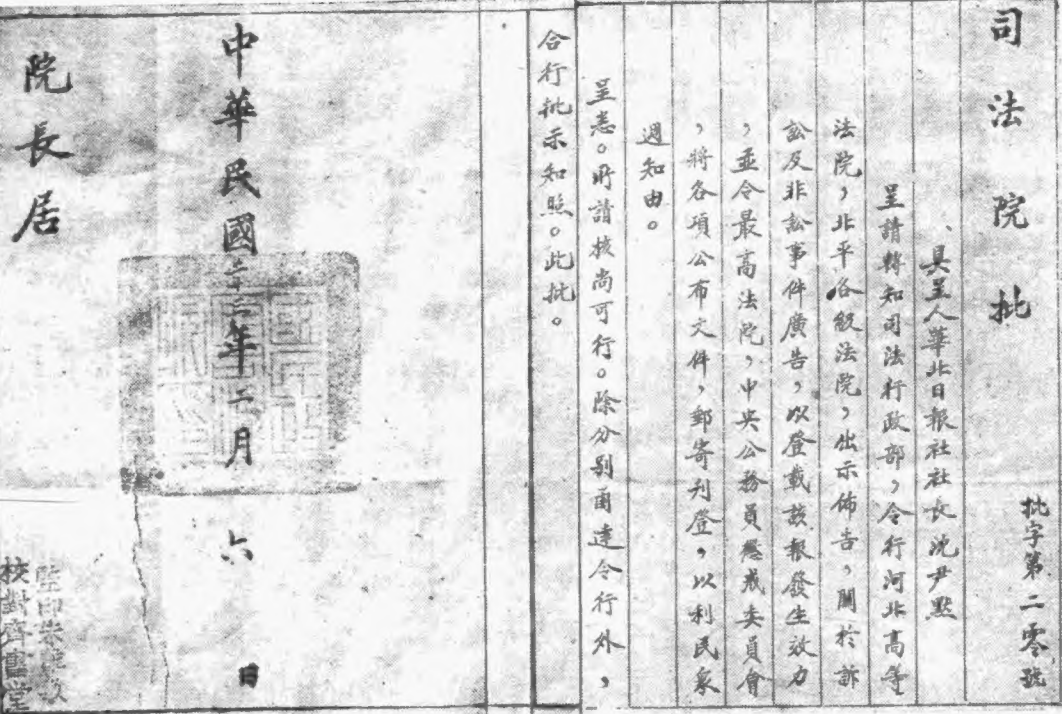 司法院批
批字第二零號
具呈人華北日報社社長沈尹默
呈請轉知司法行政部，令行河北高等
法院，北平各級法院，出示佈告，關於訴
訟及非訟事件廣告，以登載該報發生效力
，並令最高法院，中央公務員懲戒委員會
，將各項公布文件，郵寄刊登，以利民衆
週知由。
呈悉。所請核尚可行。除分別函達令行外，
合行批示知照。此批。
中華民國二十二年二月六日
院長居
監印朱
校對齊